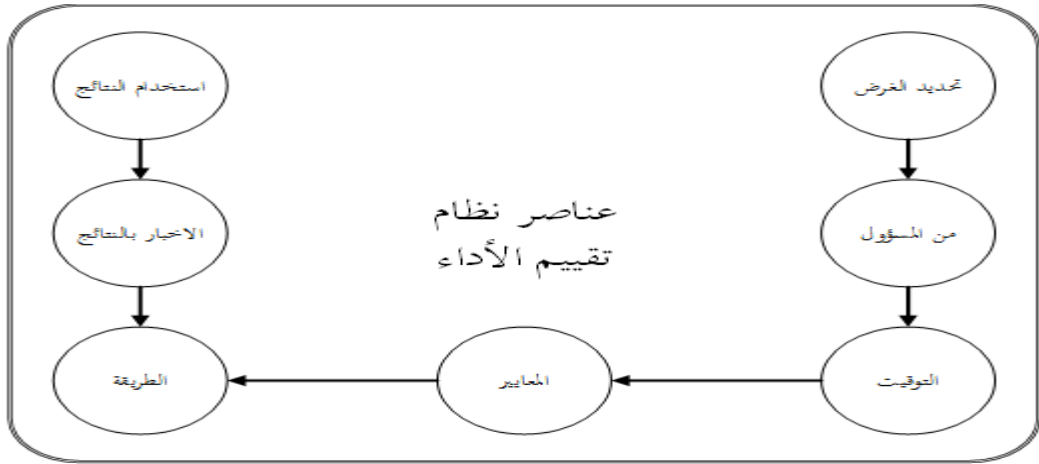 تحديد الغرض
استخدام النتائج
من المسؤول
عناصر نظام
تقييم الأداء
الاخبار بالنتائج
التوقيت
المعايير
الطريقة